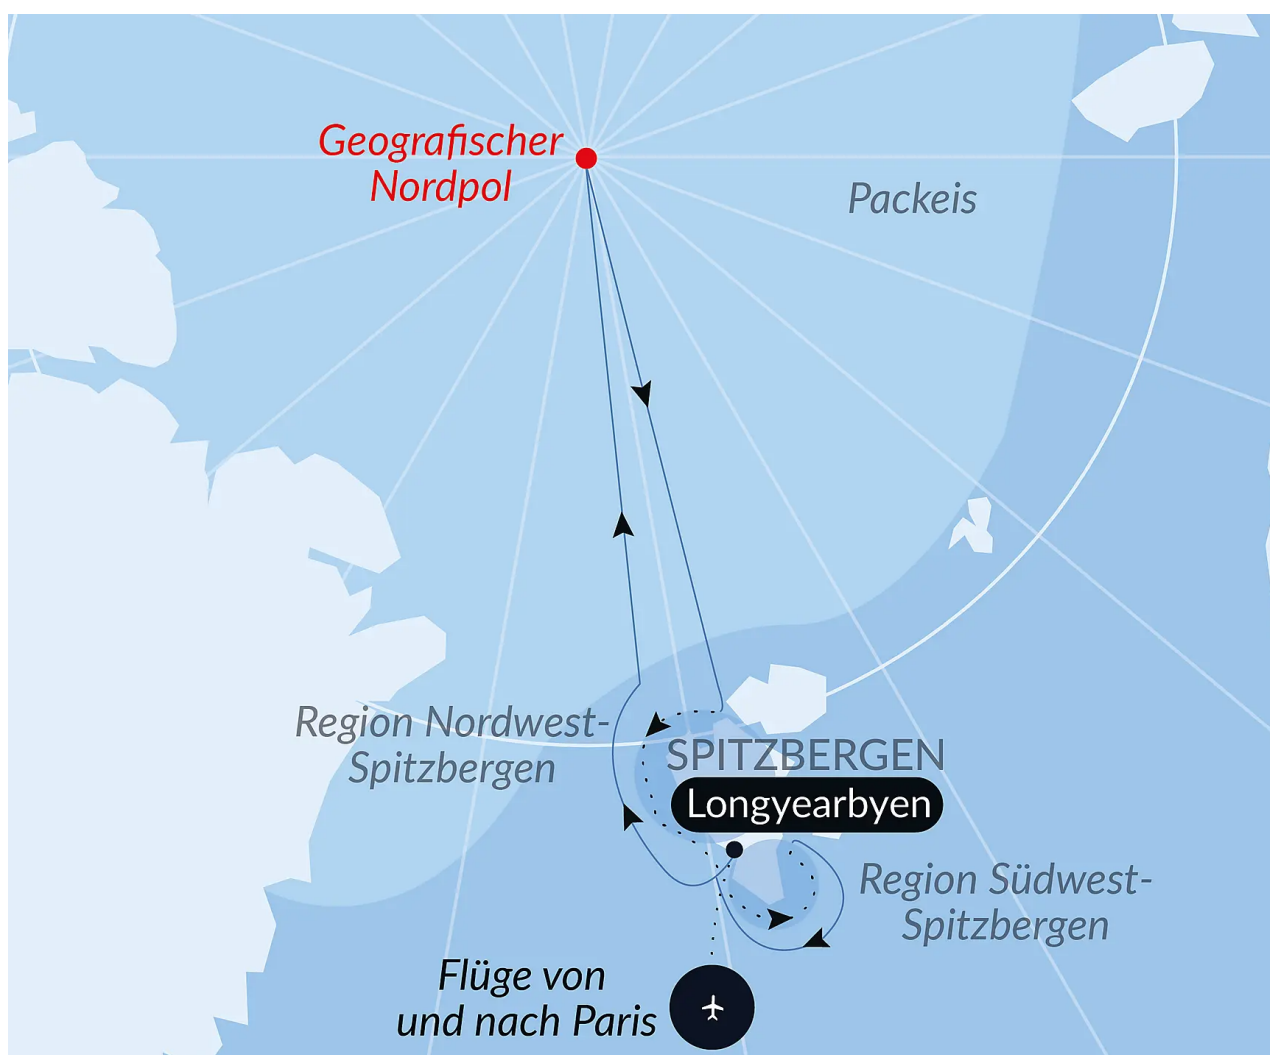 Geografischer
Nordpol
Packeis
Region Nordwest-
Spitzbergen
SPITZBERGEN
Longyearbyen
Region Südwest-
Spitzbergen
Flüge von
und nach Paris